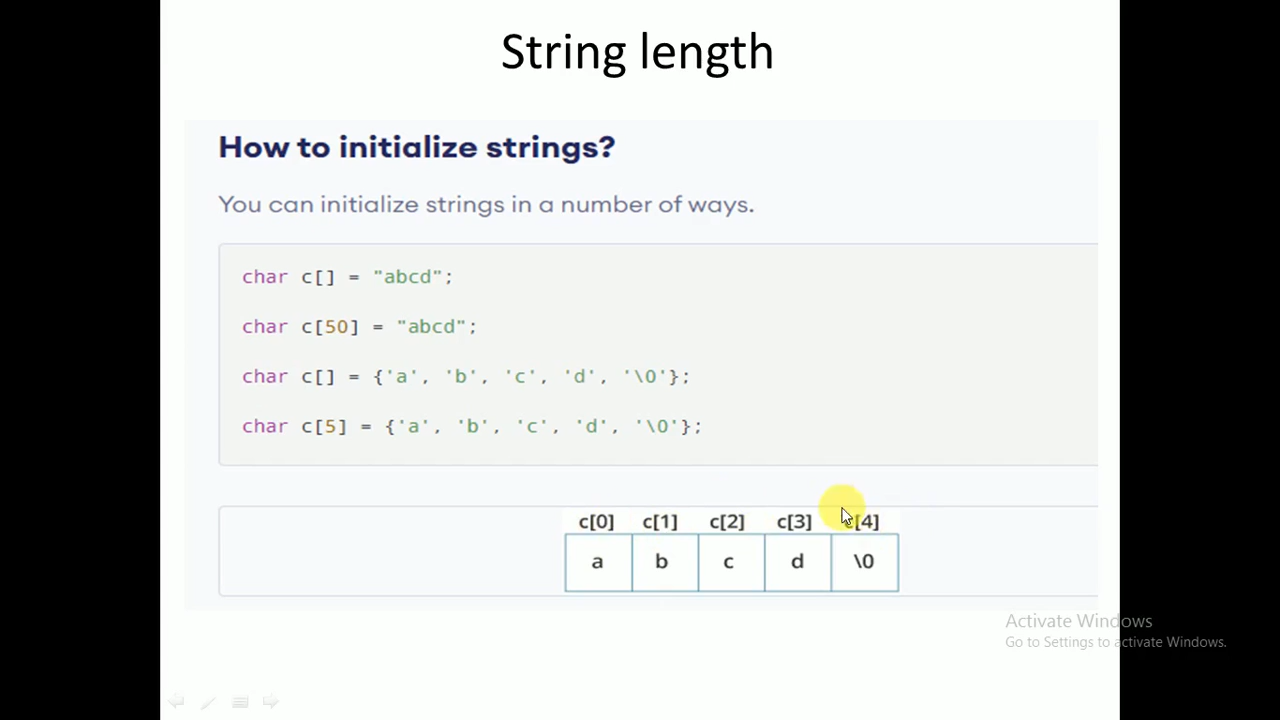 String length
How to initialize strings?
You can initialize strings in a number of ways.
char c[] = "abcd";
char c[50] = "abcd";
char c[] = {'a', 'b', 'c', 'd', '\0'};
char c[5] = {'a', 'b', 'c', 'd', '\0'};
c[0] c[1] c[2] c[3] c[4]
a b c d \0
Activate Windows
Go to Settings to activate Windows.